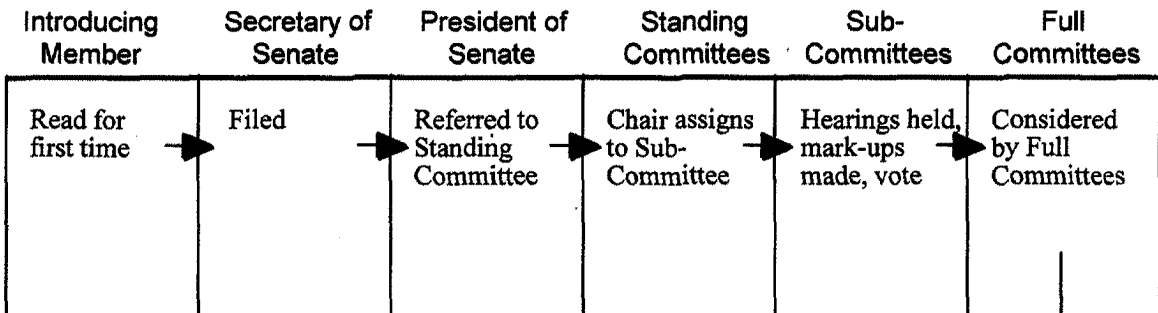 Introducing
Member
Secretary of
Senate
President of
Senate
Standing
Committees
Sub-
Committees
Full
Committees
Read for
first time
Filed
Referred to
Standing
Committee
Chair assigns
to Sub-
Committee
Hearings held,
mark-ups
made, vote
Considered
by Full
Committees